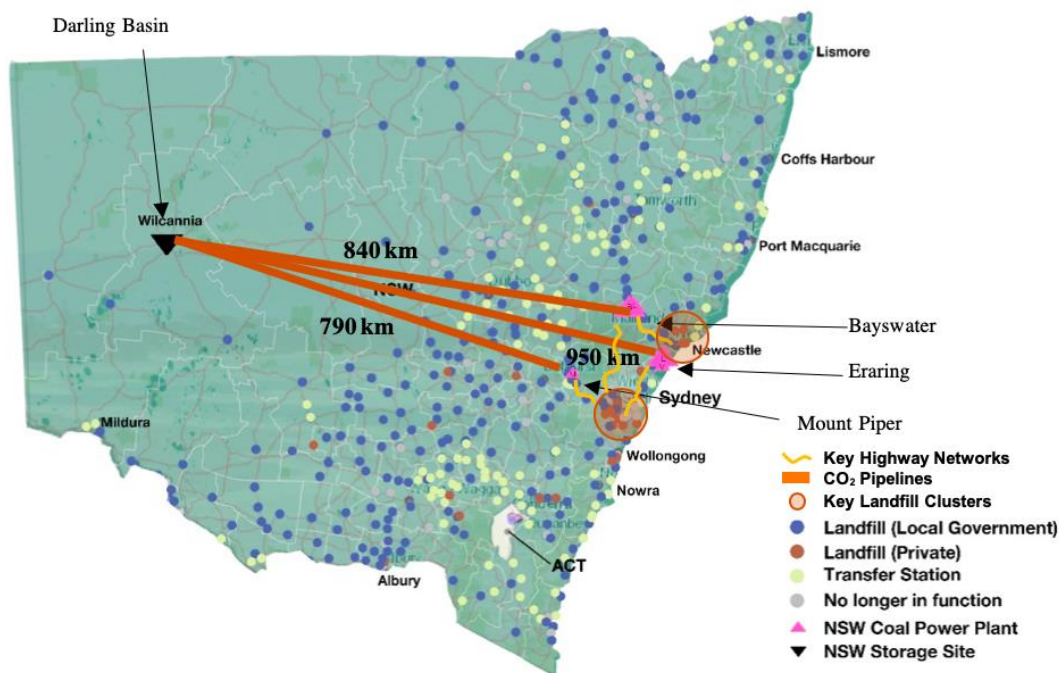 Darling Basin
Lismore
Coffs Harbour
Tamworth
Wilcannia
Port Macquarie
840 km
NSW
Dubbo
790 km
Bayswater
950 km
Newcastle
Eraring
Sydney
Mount Piper
Mildura
Wollongong
Nowra
ACT
Albury
Key Highway Networks
CO₂ Pipelines
Key Landfill Clusters
Landfill (Local Government)
Landfill (Private)
Transfer Station
No longer in function
NSW Coal Power Plant
NSW Storage Site